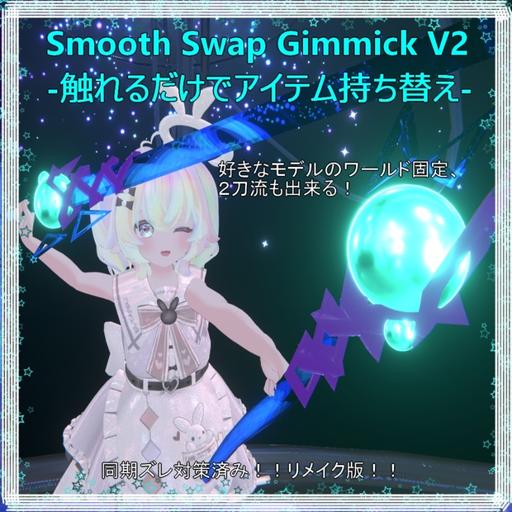 Smooth Swap Gimmick V2
-触れるだけでアイテム持ち替え-
好きなモデルのワールド固定、
２刀流も出来る！
同期ズレ対策済み！！リメイク版！！